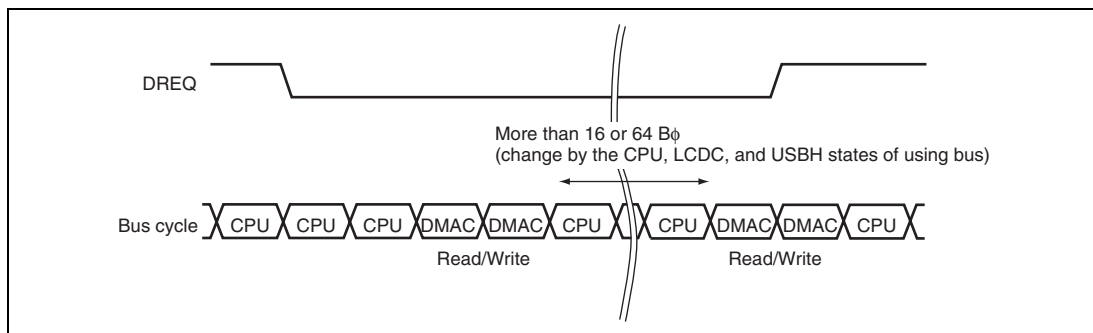 DREQ
More than 16 or 64 Bϕ
(change by the CPU, LCDC, and USBH states of using bus)
Bus cycle CPU CPU CPU DMAC DMAC CPU CPU DMAC DMAC CPU
Read/Write Read/Write